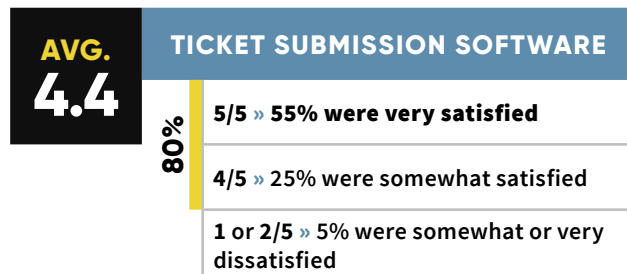 AVG.
4.4
TICKET SUBMISSION SOFTWARE
80%
5/5 » 55% were very satisfied
4/5 » 25% were somewhat satisfied
1 or 2/5 » 5% were somewhat or very
dissatisfied